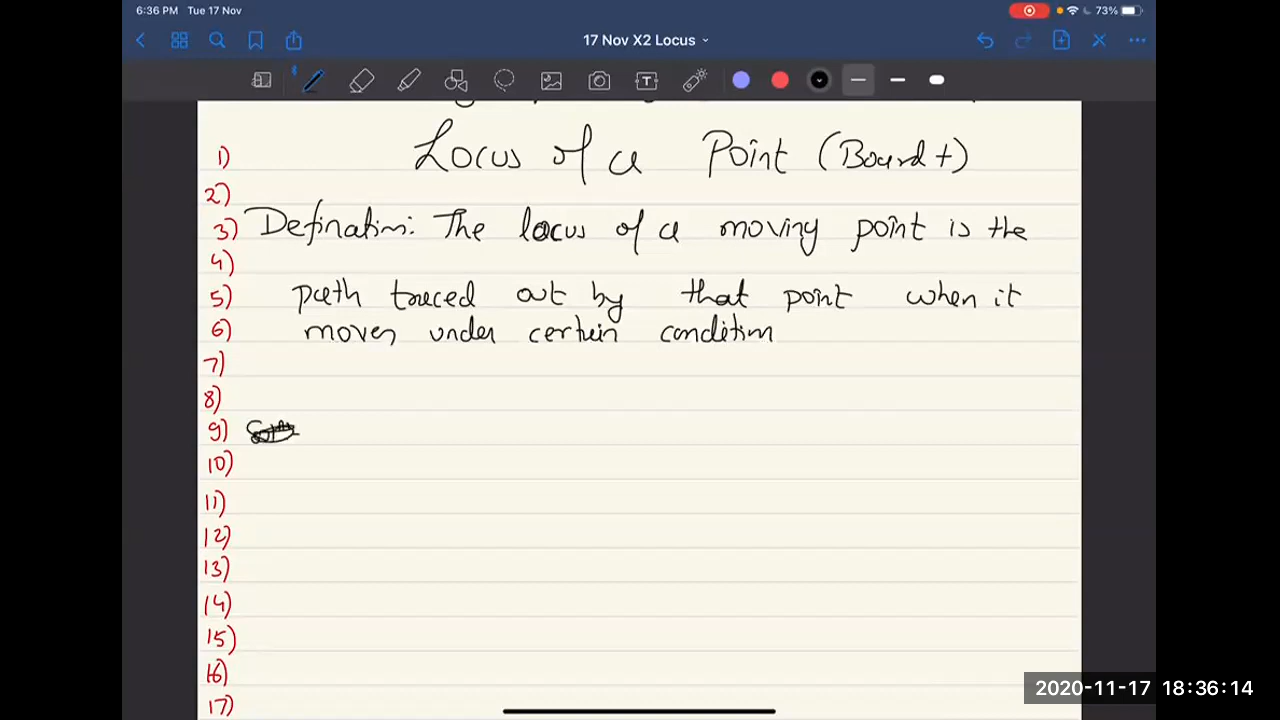 6:36 PM Tue 17 Nov
73%
17 Nov X2 Locus
1) Locus of a Point (Board +)
2)
3) Defination: The locus of a moving point is the
4)
5) path traced out by that point when it
6) moves under certain condition
7)
8)
9)
10)
11)
12)
13)
14)
15)
16)
17)
2020-11-17 18:36:14